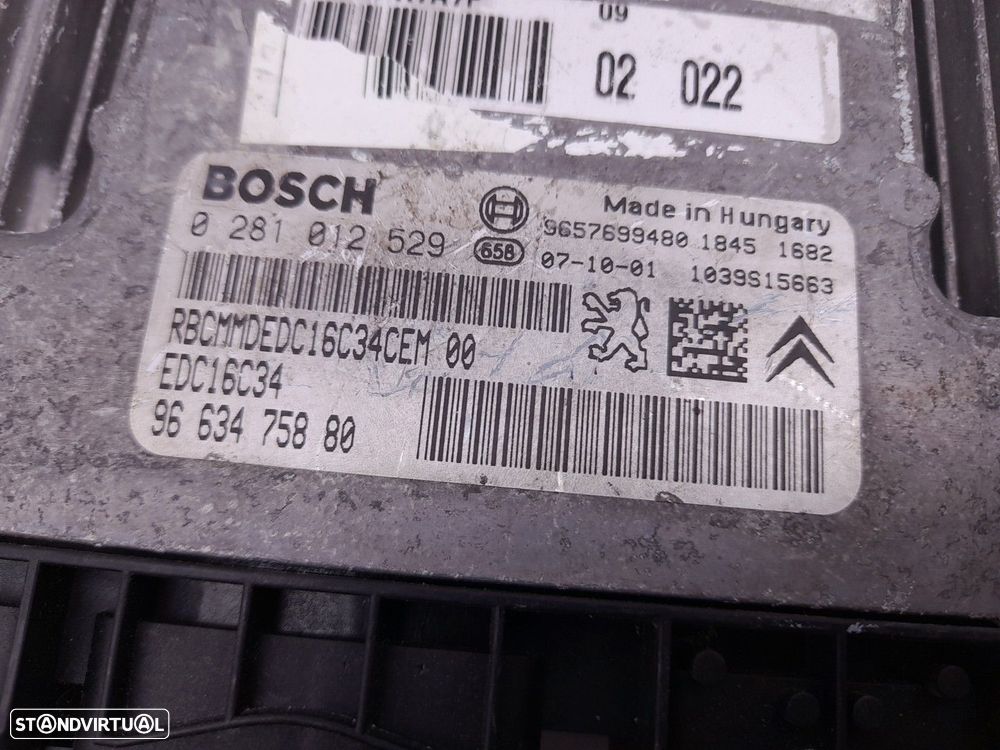 09
02 022
BOSCH
Made in Hungary
0 281 012 529
658
9657699480 1845 1682
07-10-01 1039S15663
RBCMMDEDC16C34CEM 00
EDC16C34
96 634 758 80
STANDVIRTUAL